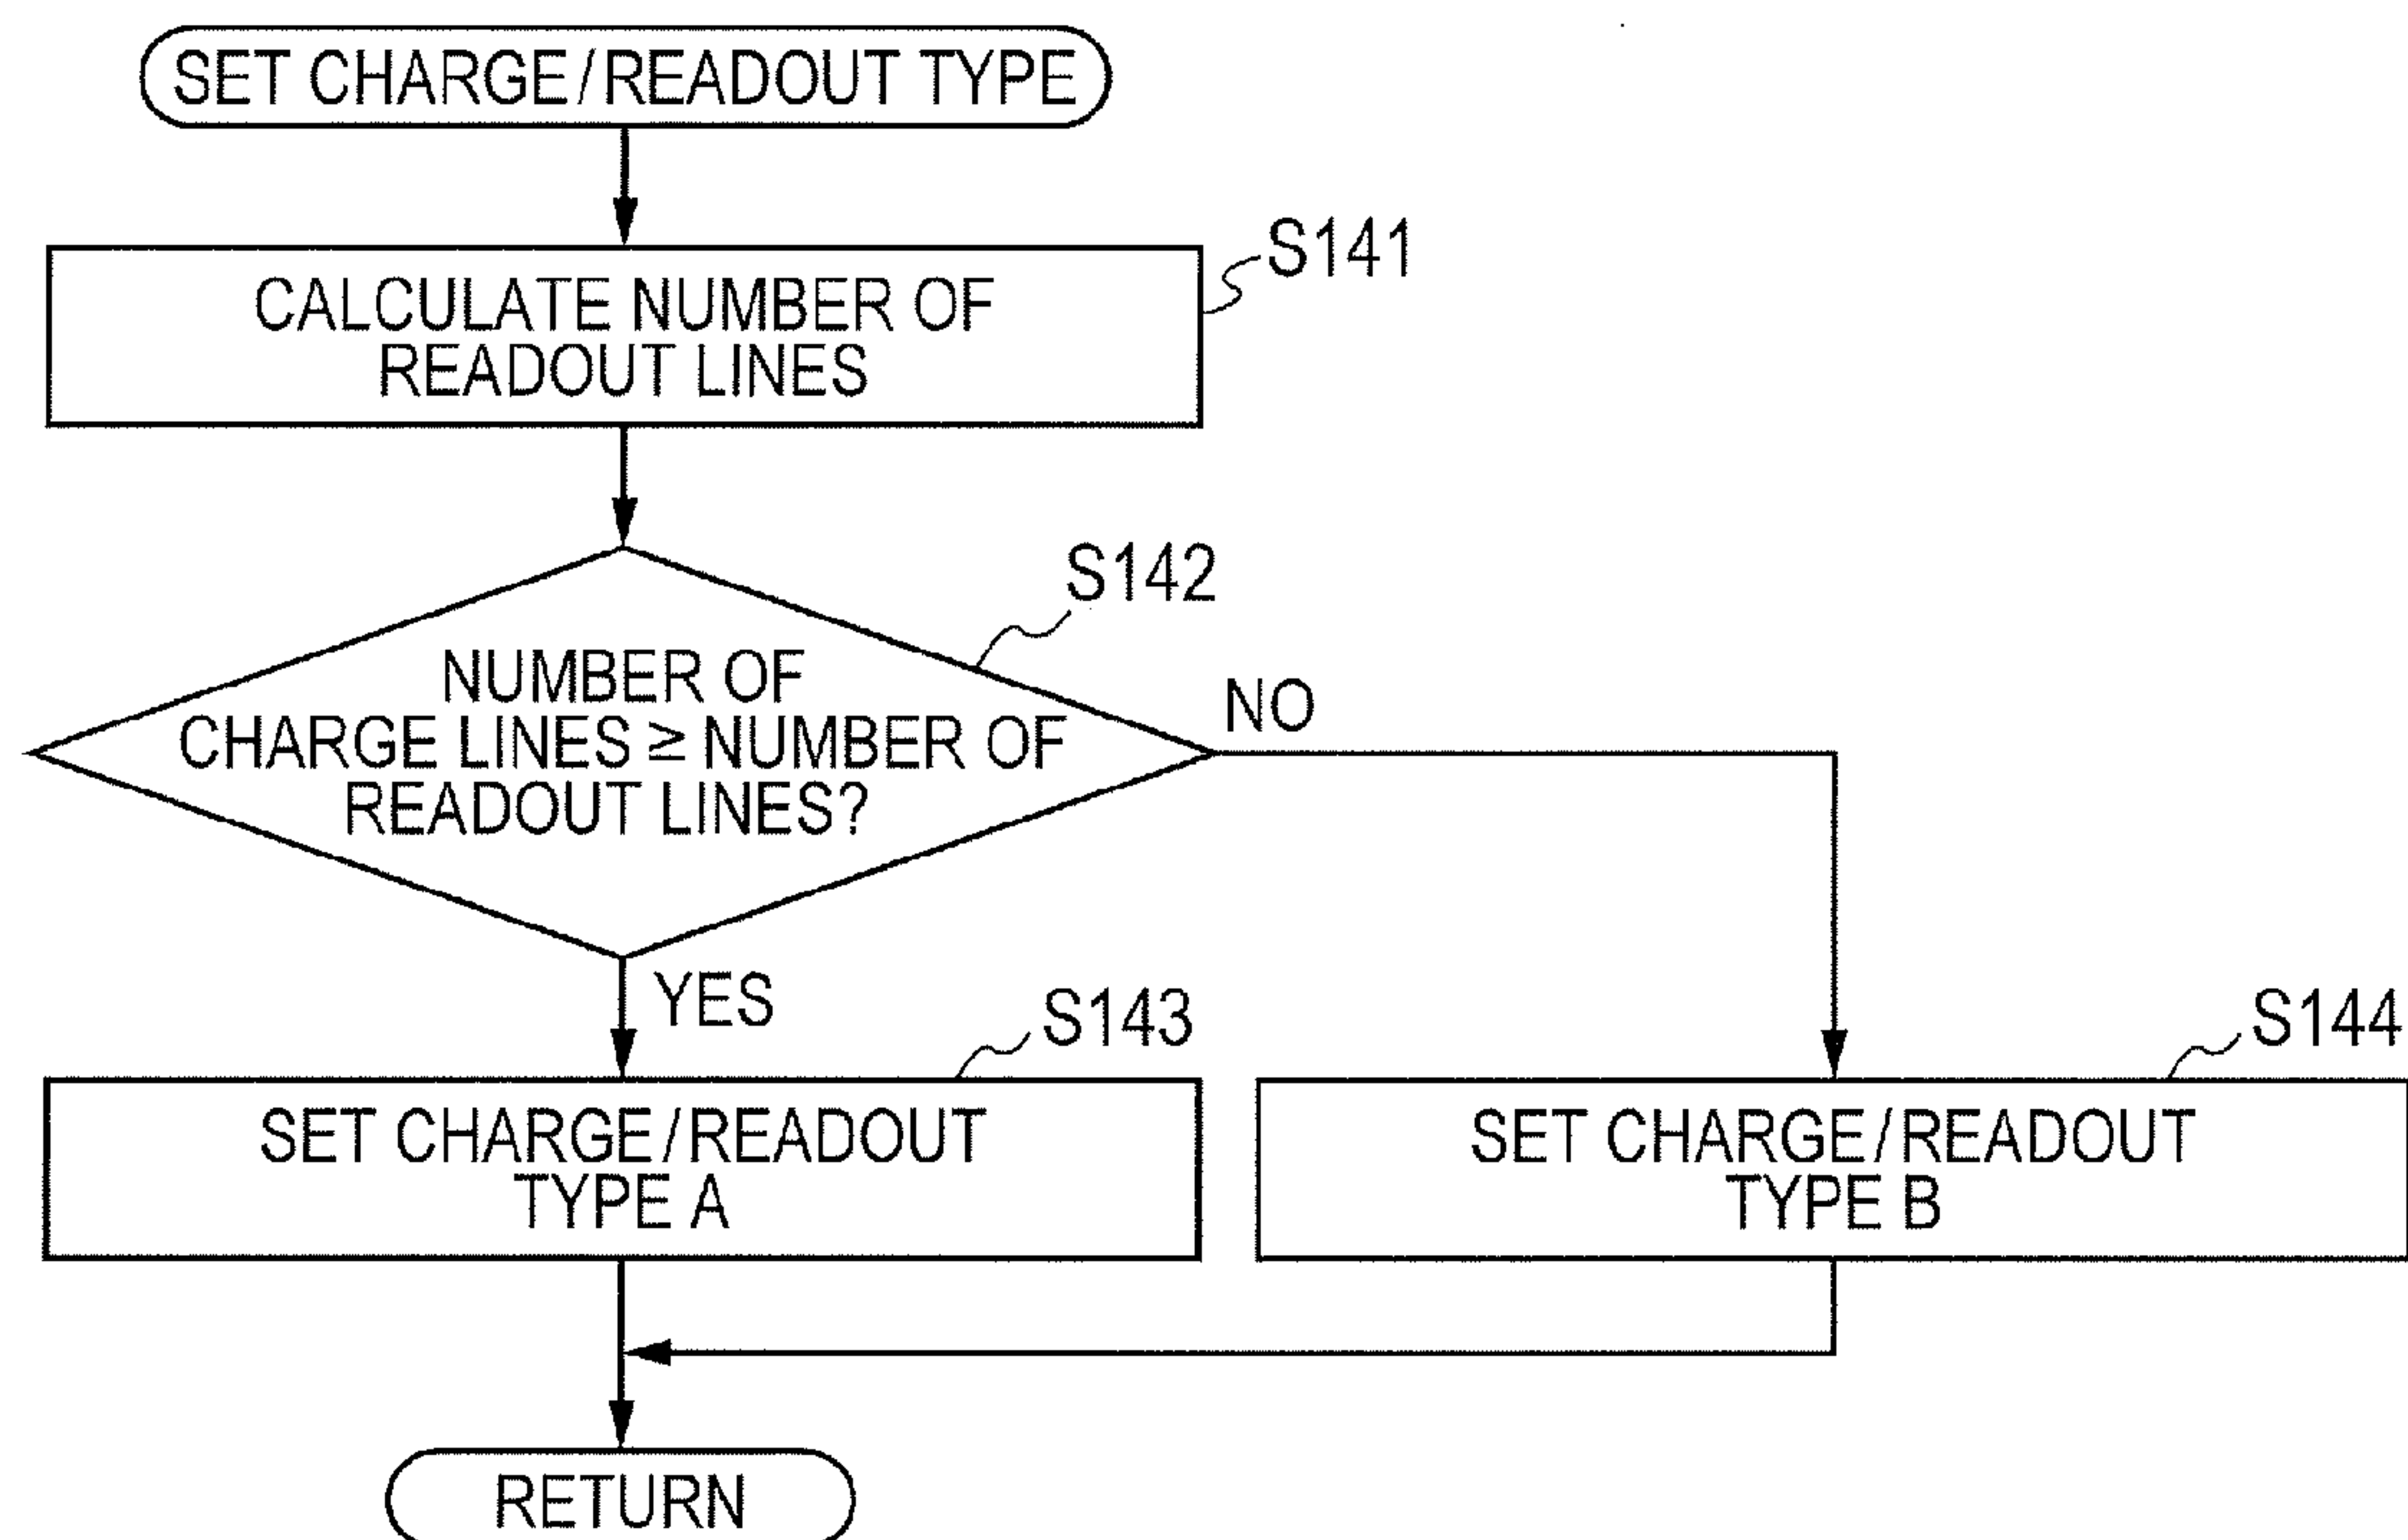 SET CHARGE/READOUT TYPE
S141
CALCULATE NUMBER OF
READOUT LINES
S142
NUMBER OF
CHARGE LINES ≥ NUMBER OF
READOUT LINES?
NO
YES
S143
SET CHARGE/READOUT
TYPE A
S144
SET CHARGE/READOUT
TYPE B
RETURN